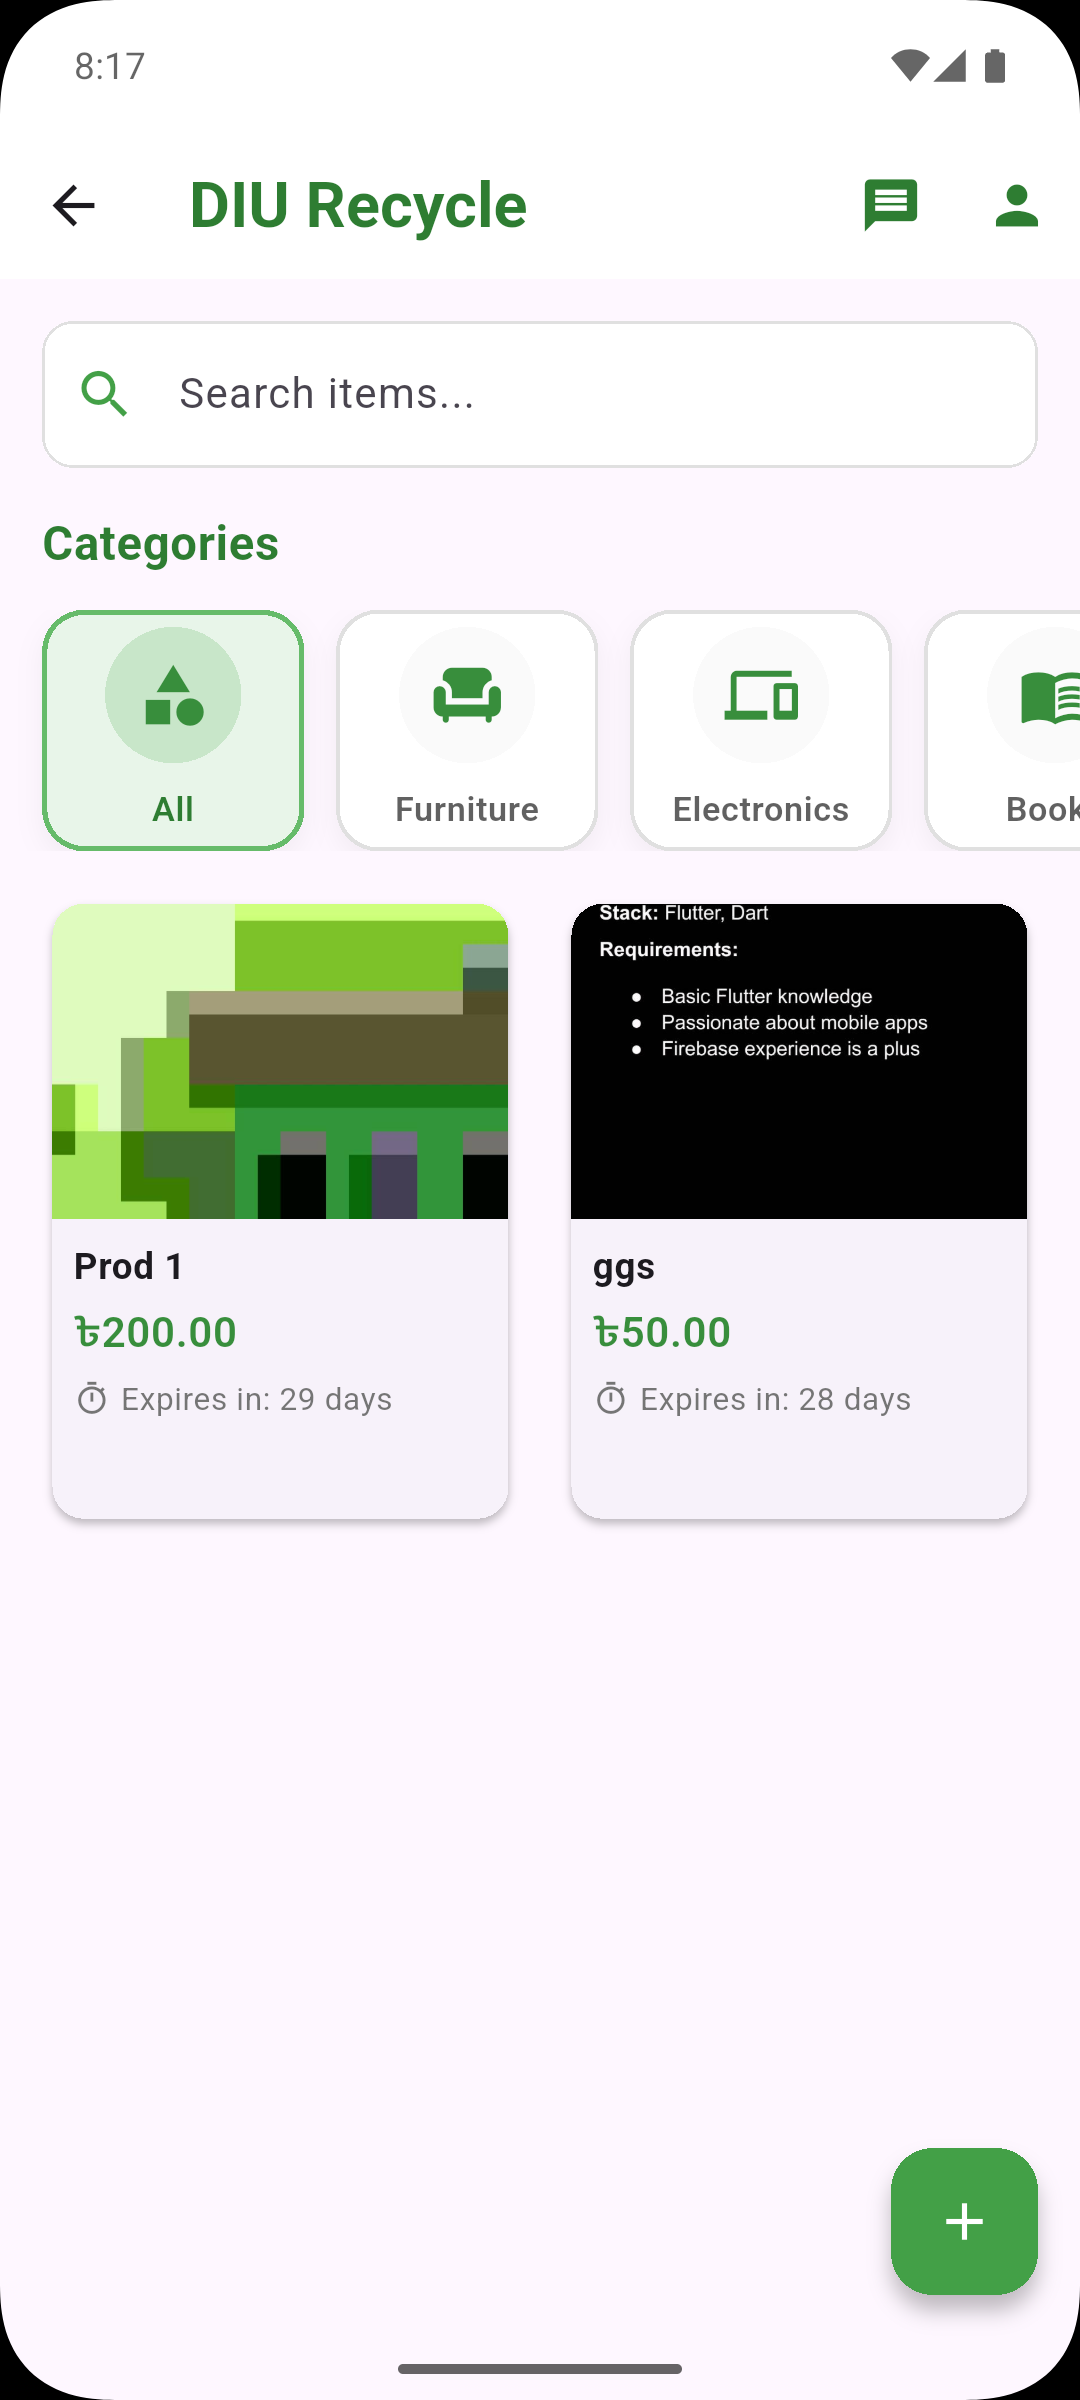 8:17
DIU Recycle
Search items...
Categories
All
Furniture
Electronics
Book
Stack: Flutter, Dart
Requirements:
● Basic Flutter knowledge
● Passionate about mobile apps
● Firebase experience is a plus
Prod 1
৳200.00
Expires in: 29 days
ggs
৳50.00
Expires in: 28 days